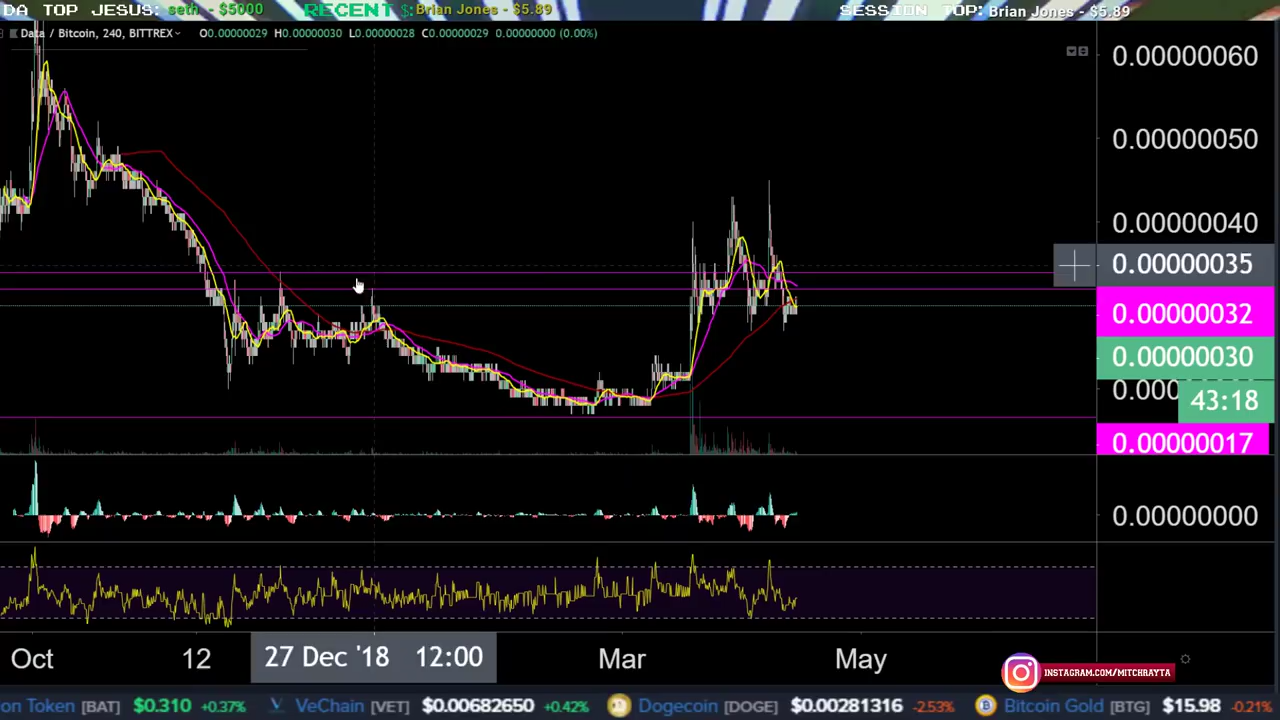 DA TOP JESUS: seth - $5000 RECENT $: Brian Jones - $5.89 SESSION TOP: Brian Jones - $5.89
Data / Bitcoin, 240, BITTREX O0.00000029 H0.00000030 L0.00000028 C0.00000029 0.00000000 (0.00%)
0.00000060
0.00000050
0.00000040
0.00000035
0.00000032
0.00000030
0.000
43:18
0.00000017
0.00000000
Oct 12 27 Dec '18 12:00 Mar May
INSTAGRAM.COM/MITCHRAYTA
on Token [BAT] $0.310 +0.37% VeChain [VET] $0.00682650 +0.42% Dogecoin [DOGE] $0.00281316 -2.53% Bitcoin Gold [BTG] $15.98 -0.21%